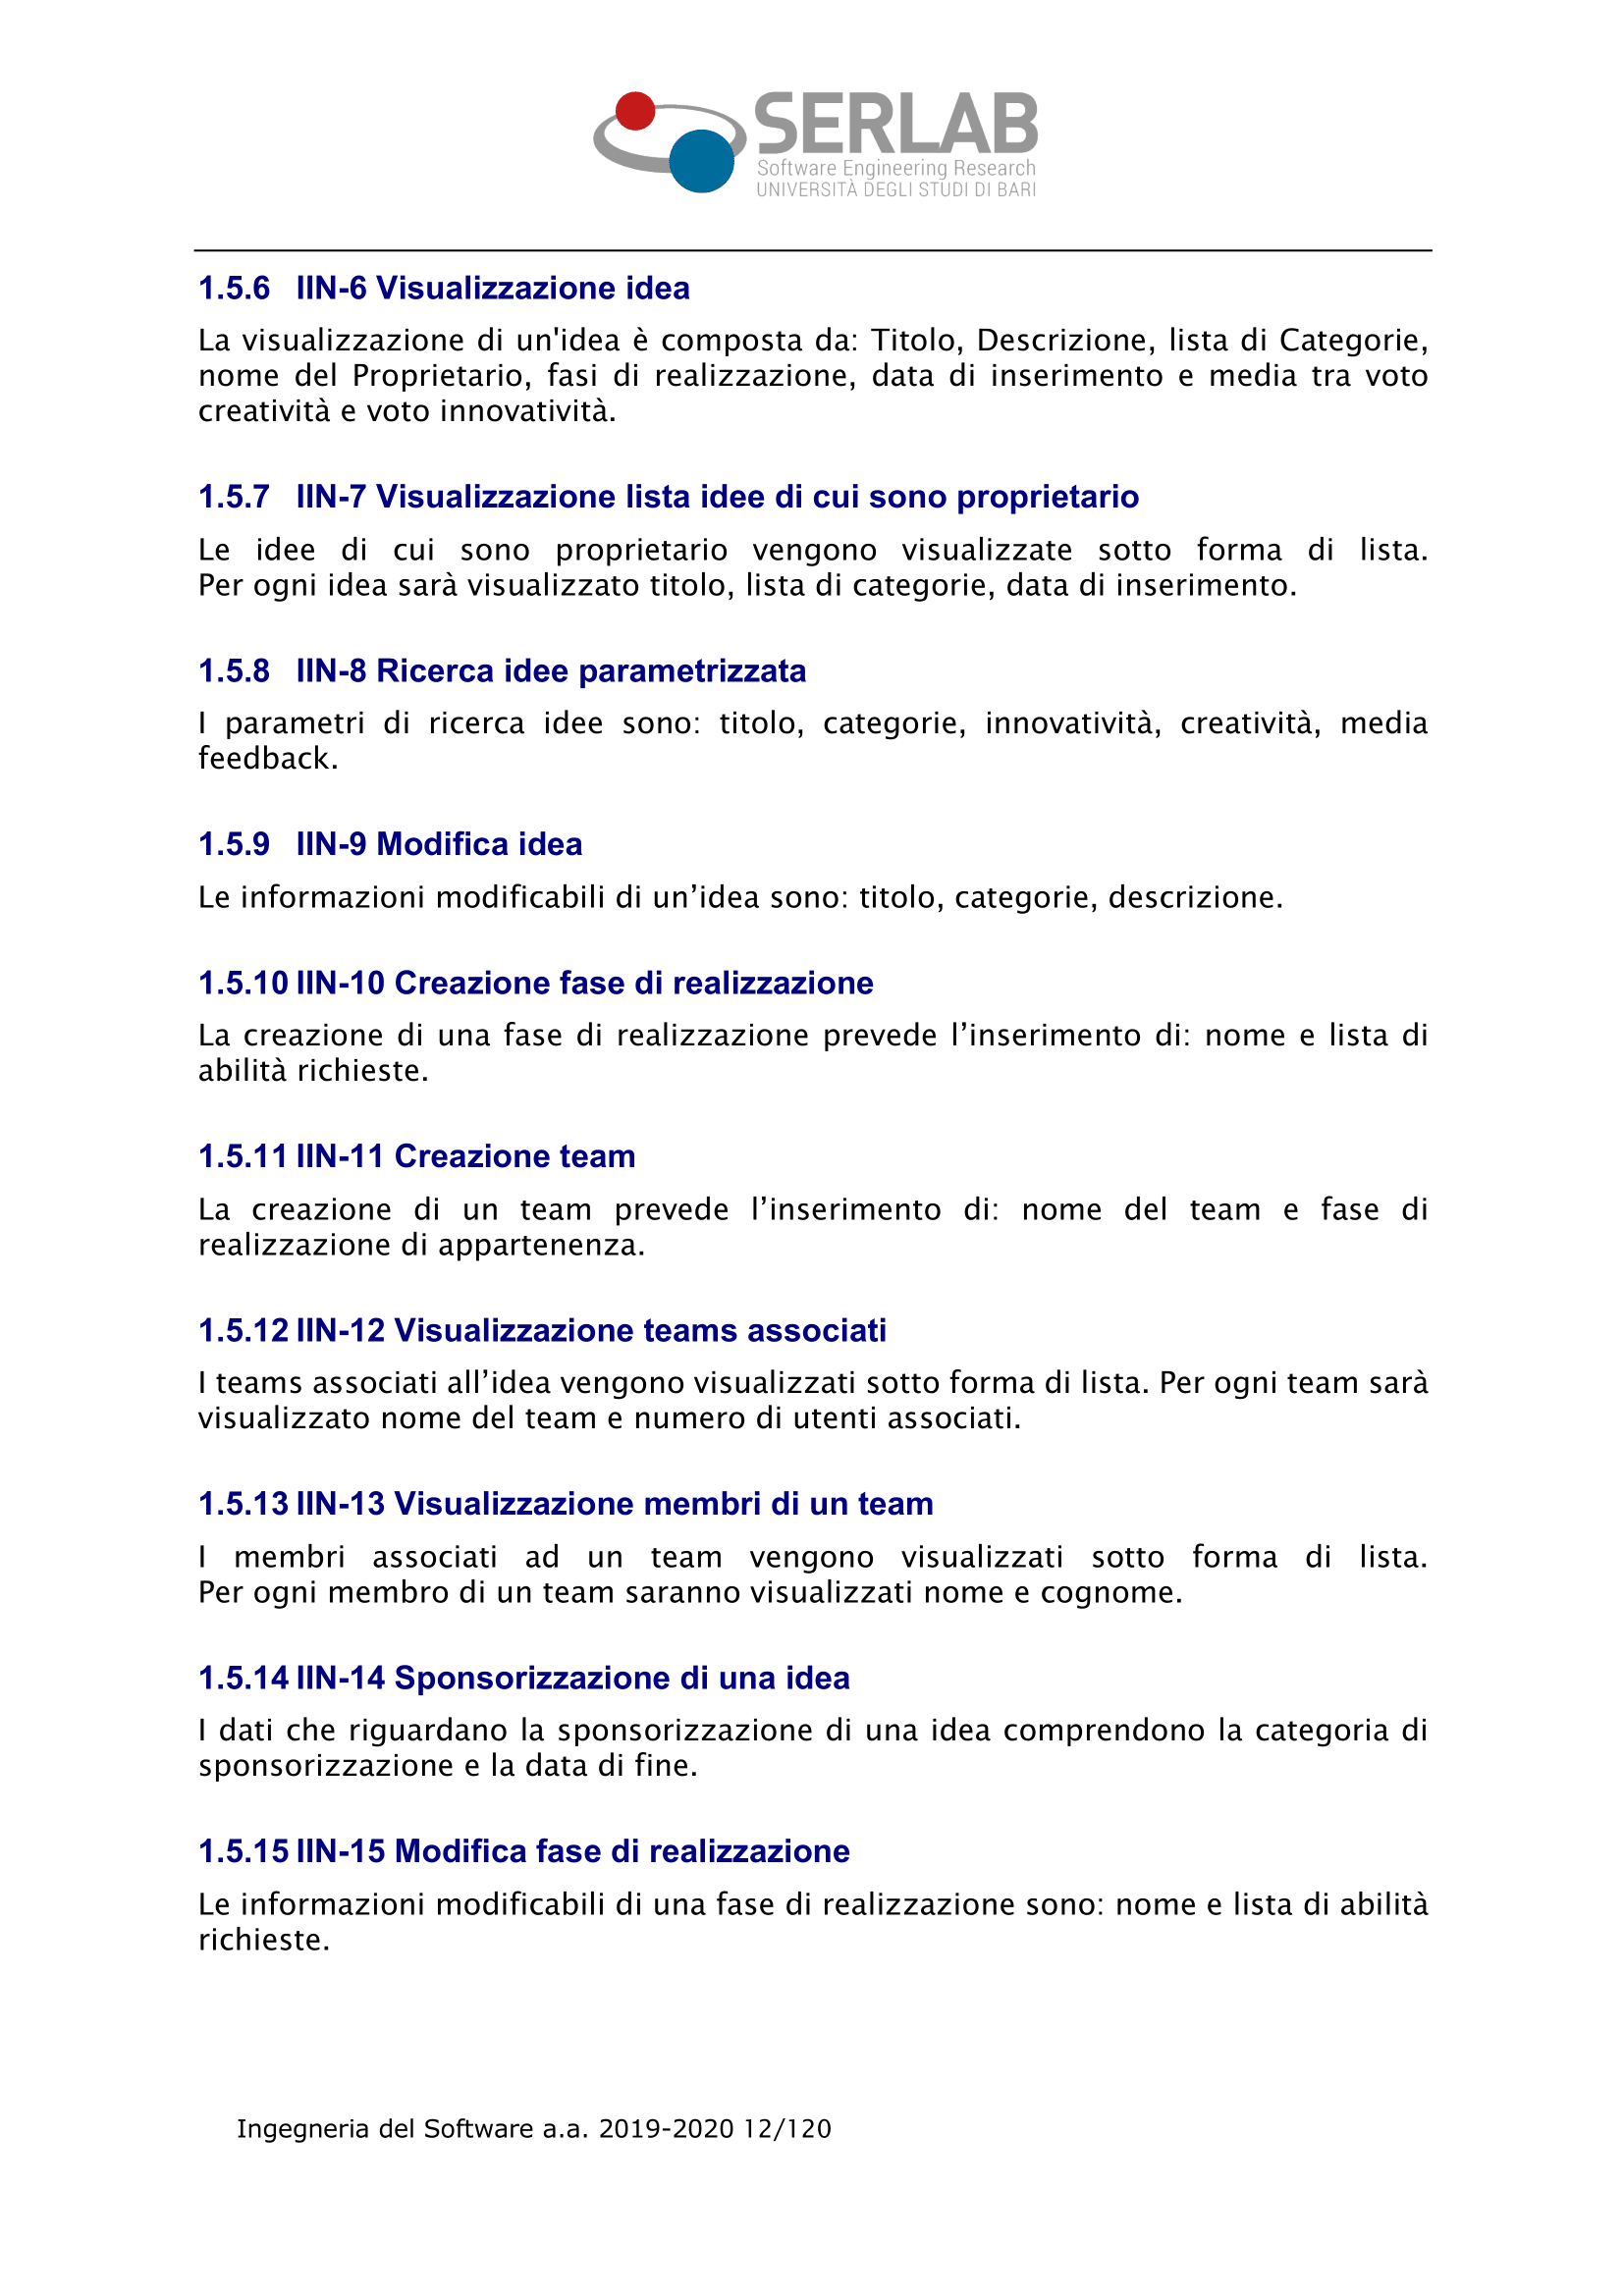 SERLAB
Software Engineering Research
UNIVERSITÀ DEGLI STUDI DI BARI
1.5.6 IIN-6 Visualizzazione idea
La visualizzazione di un'idea è composta da: Titolo, Descrizione, lista di Categorie,
nome del Proprietario, fasi di realizzazione, data di inserimento e media tra voto
creatività e voto innovatività.
1.5.7 IIN-7 Visualizzazione lista idee di cui sono proprietario
Le idee di cui sono proprietario vengono visualizzate sotto forma di lista.
Per ogni idea sarà visualizzato titolo, lista di categorie, data di inserimento.
1.5.8 IIN-8 Ricerca idee parametrizzata
I parametri di ricerca idee sono: titolo, categorie, innovatività, creatività, media
feedback.
1.5.9 IIN-9 Modifica idea
Le informazioni modificabili di un’idea sono: titolo, categorie, descrizione.
1.5.10 IIN-10 Creazione fase di realizzazione
La creazione di una fase di realizzazione prevede l’inserimento di: nome e lista di
abilità richieste.
1.5.11 IIN-11 Creazione team
La creazione di un team prevede l’inserimento di: nome del team e fase di
realizzazione di appartenenza.
1.5.12 IIN-12 Visualizzazione teams associati
I teams associati all’idea vengono visualizzati sotto forma di lista. Per ogni team sarà
visualizzato nome del team e numero di utenti associati.
1.5.13 IIN-13 Visualizzazione membri di un team
I membri associati ad un team vengono visualizzati sotto forma di lista.
Per ogni membro di un team saranno visualizzati nome e cognome.
1.5.14 IIN-14 Sponsorizzazione di una idea
I dati che riguardano la sponsorizzazione di una idea comprendono la categoria di
sponsorizzazione e la data di fine.
1.5.15 IIN-15 Modifica fase di realizzazione
Le informazioni modificabili di una fase di realizzazione sono: nome e lista di abilità
richieste.
Ingegneria del Software a.a. 2019-2020 12/120